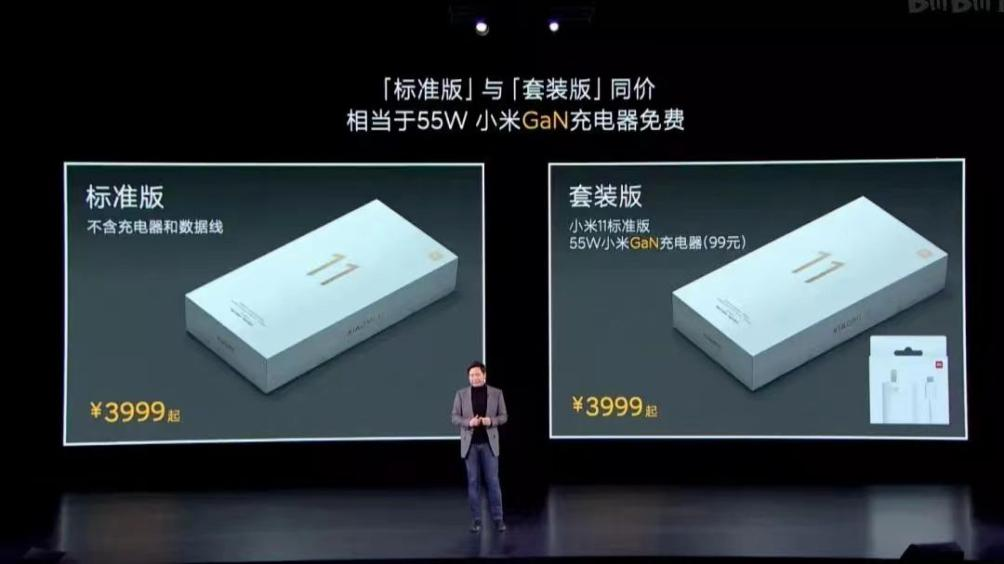 「标准版」与「套装版」同价
相当于55W 小米GaN充电器免费
标准版
不含充电器和数据线
11
¥3999起
套装版
小米11标准版
55W小米GaN充电器(99元)
11
XIAOMI
¥3999起